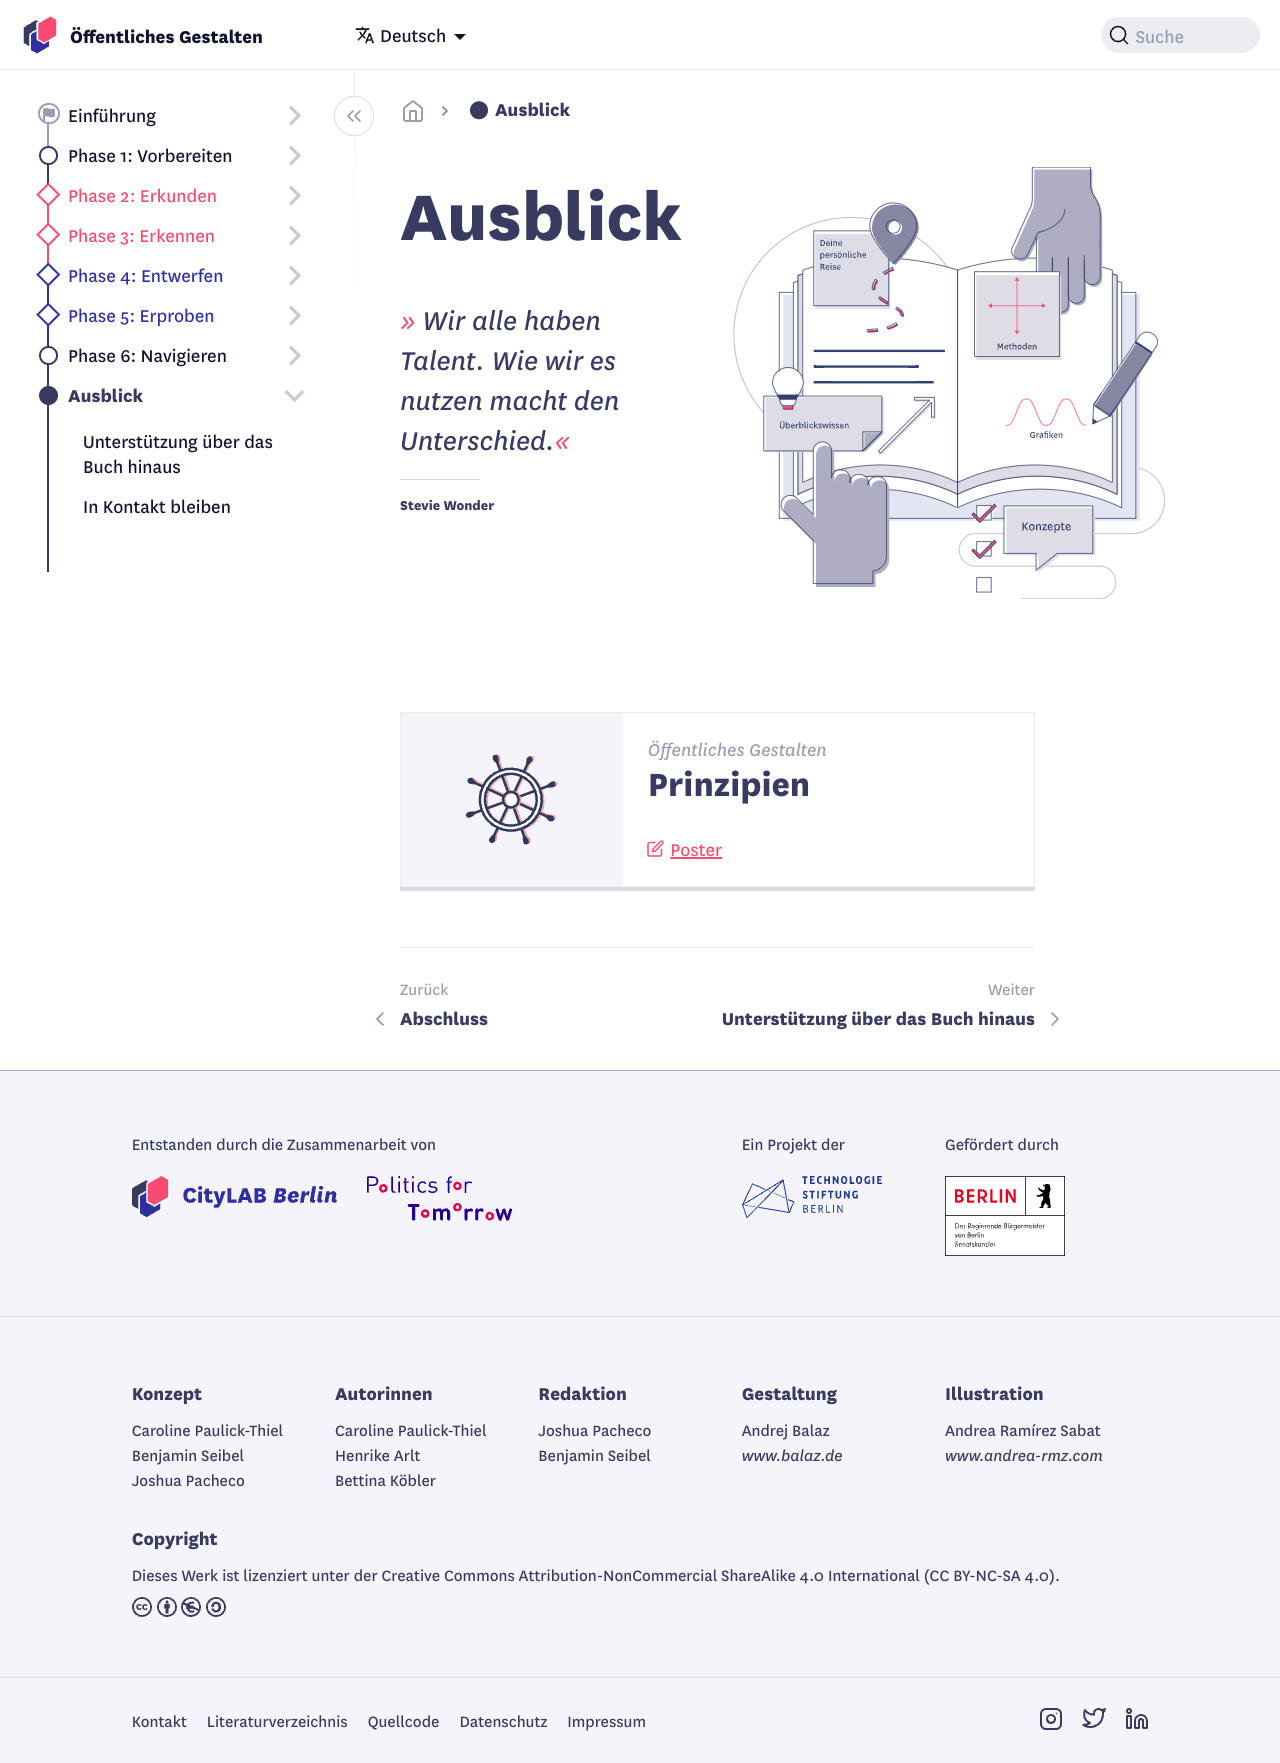 Öffentliches Gestalten
Deutsch
Suche
Einführung
Phase 1: Vorbereiten
Phase 2: Erkunden
Phase 3: Erkennen
Phase 4: Entwerfen
Phase 5: Erproben
Phase 6: Navigieren
Ausblick
Unterstützung über das
Buch hinaus
In Kontakt bleiben
Ausblick
Ausblick
» Wir alle haben
Talent. Wie wir es
nutzen macht den
Unterschied.«
Stevie Wonder
Deine
persönliche
Reise
Methoden
Überblickswissen
Grafiken
Konzepte
Öffentliches Gestalten
Prinzipien
Poster
Zurück
Abschluss
Weiter
Unterstützung über das Buch hinaus
Entstanden durch die Zusammenarbeit von
CityLAB Berlin
Politics for
Tomorrow
Ein Projekt der
TECHNOLOGIE
STIFTUNG
BERLIN
Gefördert durch
BERLIN
Der Regierende Bürgermeister
von Berlin
Senatskanzlei
Konzept
Caroline Paulick-Thiel
Benjamin Seibel
Joshua Pacheco
Autorinnen
Caroline Paulick-Thiel
Henrike Arlt
Bettina Köbler
Redaktion
Joshua Pacheco
Benjamin Seibel
Gestaltung
Andrej Balaz
www.balaz.de
Illustration
Andrea Ramírez Sabat
www.andrea-rmz.com
Copyright
Dieses Werk ist lizenziert unter der Creative Commons Attribution-NonCommercial ShareAlike 4.0 International (CC BY-NC-SA 4.0).
cc
Kontakt Literaturverzeichnis Quellcode Datenschutz Impressum